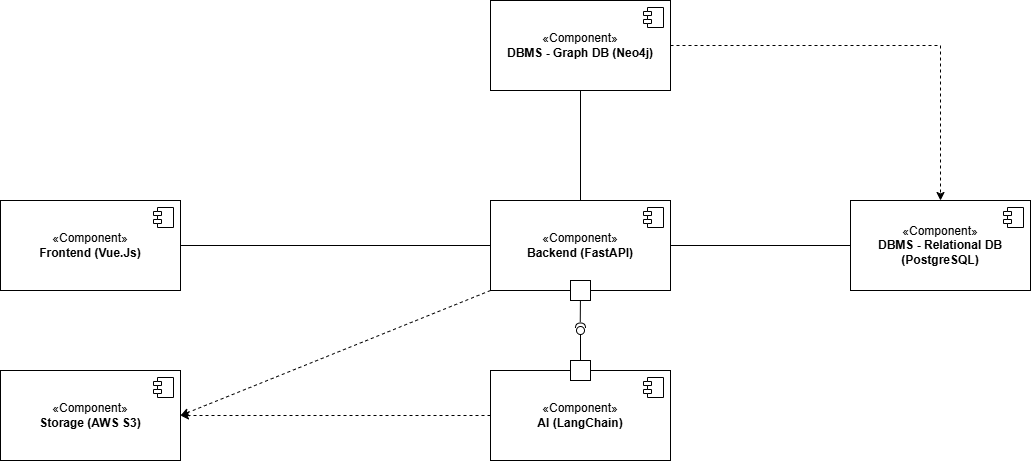 «Component»
DBMS - Graph DB (Neo4j)
«Component»
Frontend (Vue.Js)
«Component»
Backend (FastAPI)
«Component»
DBMS - Relational DB
(PostgreSQL)
«Component»
Storage (AWS S3)
«Component»
AI (LangChain)